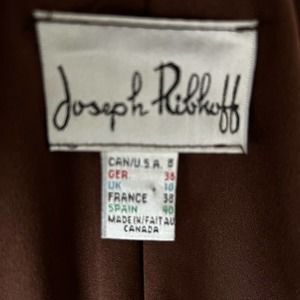 Joseph Ribkoff
CAN/U.S.A. 8
GER. 36
UK 10
FRANCE 38
SPAIN 40
MADE IN/FAIT AU
CANADA